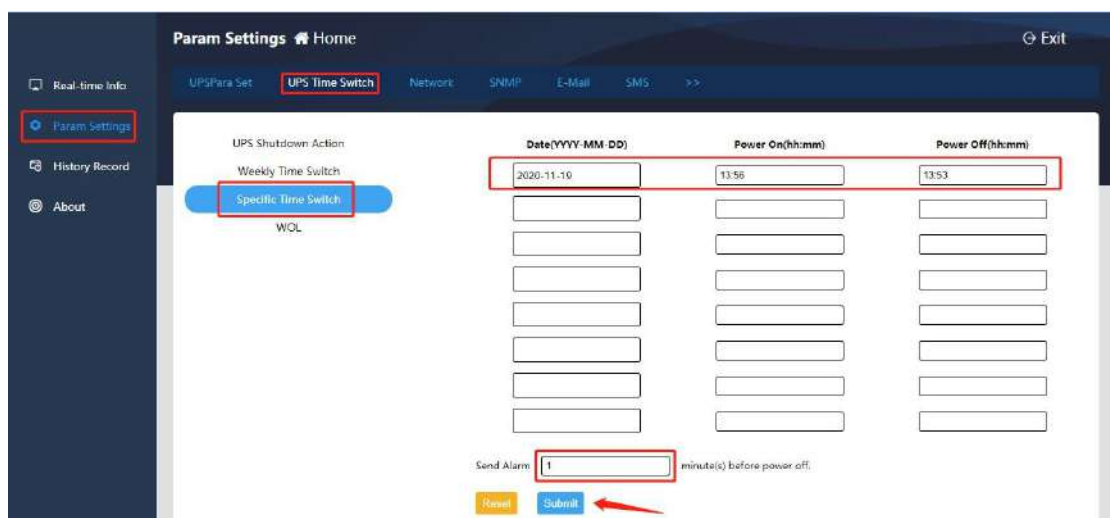 Param Settings Home
Exit
Real-time Info
Param Settings
History Record
About
UPSPara Set UPS Time Switch Network SNMP E-Mail SMS >>
UPS Shutdown Action
Weekly Time Switch
Specific Time Switch
WOL
Date(YYYY-MM-DD) Power On(hh:mm) Power Off(hh:mm)
2020-11-19 13:56 13:53
Send Alarm 1 minute(s) before power off.
Reset Submit